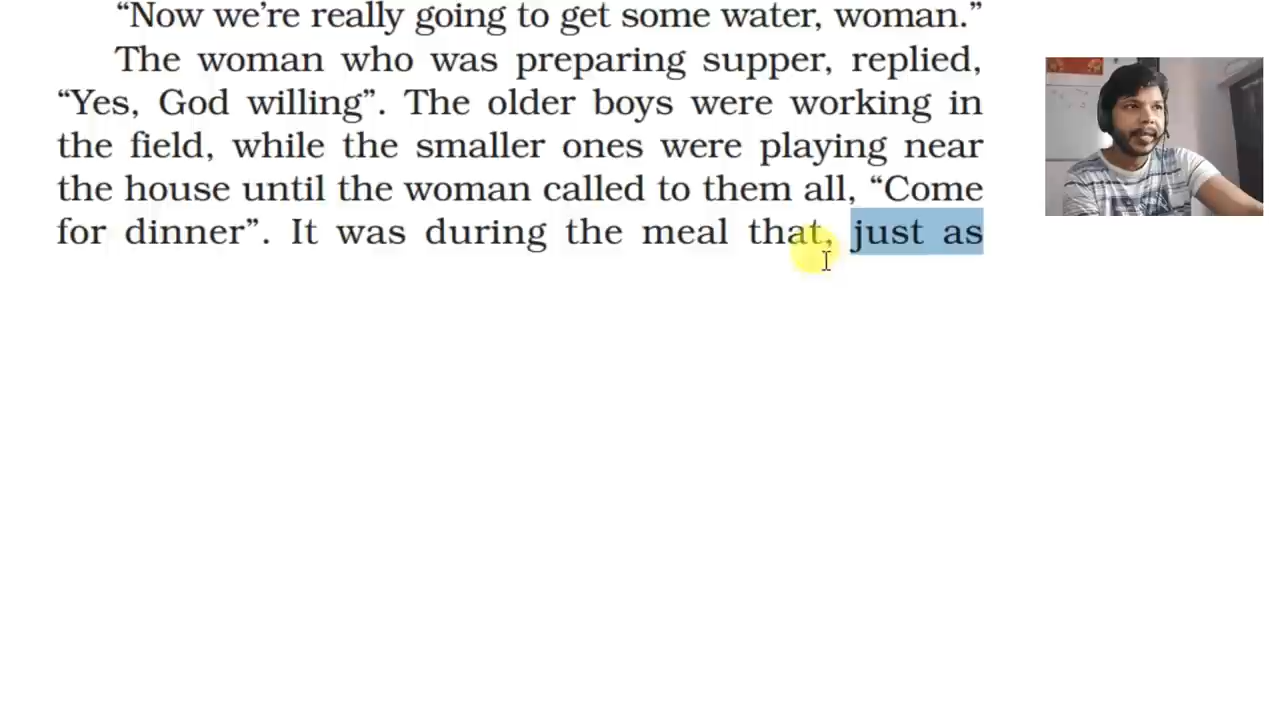 “Now we’re really going to get some water, woman.”
The woman who was preparing supper, replied,
“Yes, God willing”. The older boys were working in
the field, while the smaller ones were playing near
the house until the woman called to them all, “Come
for dinner”. It was during the meal that, just as